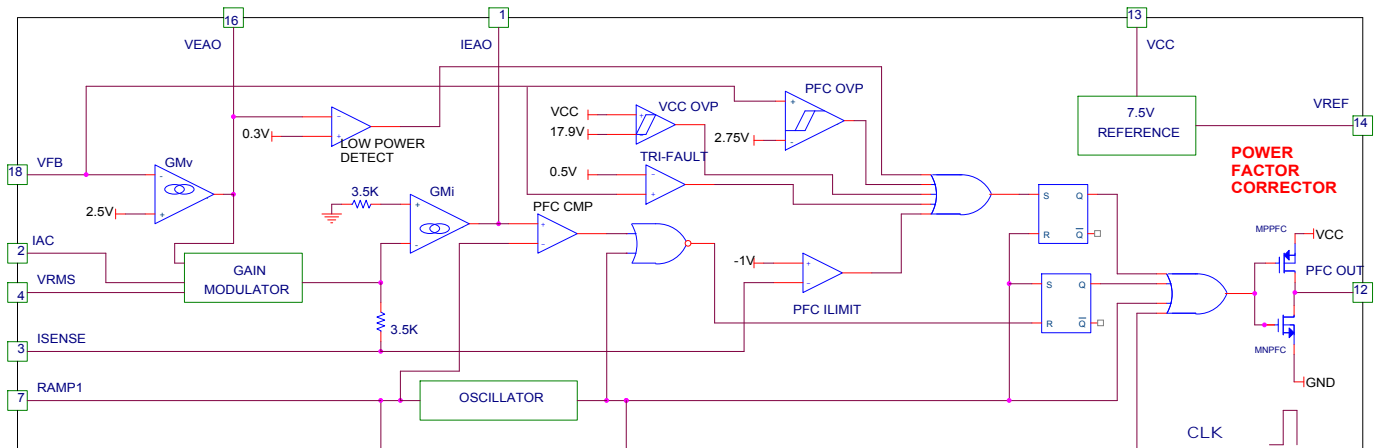 16
1
13
VEAO
IEAO
VCC
PFC OVP
VCC OVP
VCC
+
17.9V
-
+
2.75V
-
7.5V
REFERENCE
VREF
14
-
0.3V
+
LOW POWER
DETECT
TRI-FAULT
POWER
FACTOR
CORRECTOR
VFB
18
GMv
-
2.5V
+
0.5V
-
+
3.5K
GMi
+
-
PFC CMP
+
-
S
Q
R
Q
MPPFC
VCC
IAC
2
VRMS
4
GAIN
MODULATOR
-1V
+
-
PFC OUT
12
S
Q
R
Q
PFC ILIMIT
3.5K
ISENSE
3
MNPFC
RAMP1
7
OSCILLATOR
GND
CLK